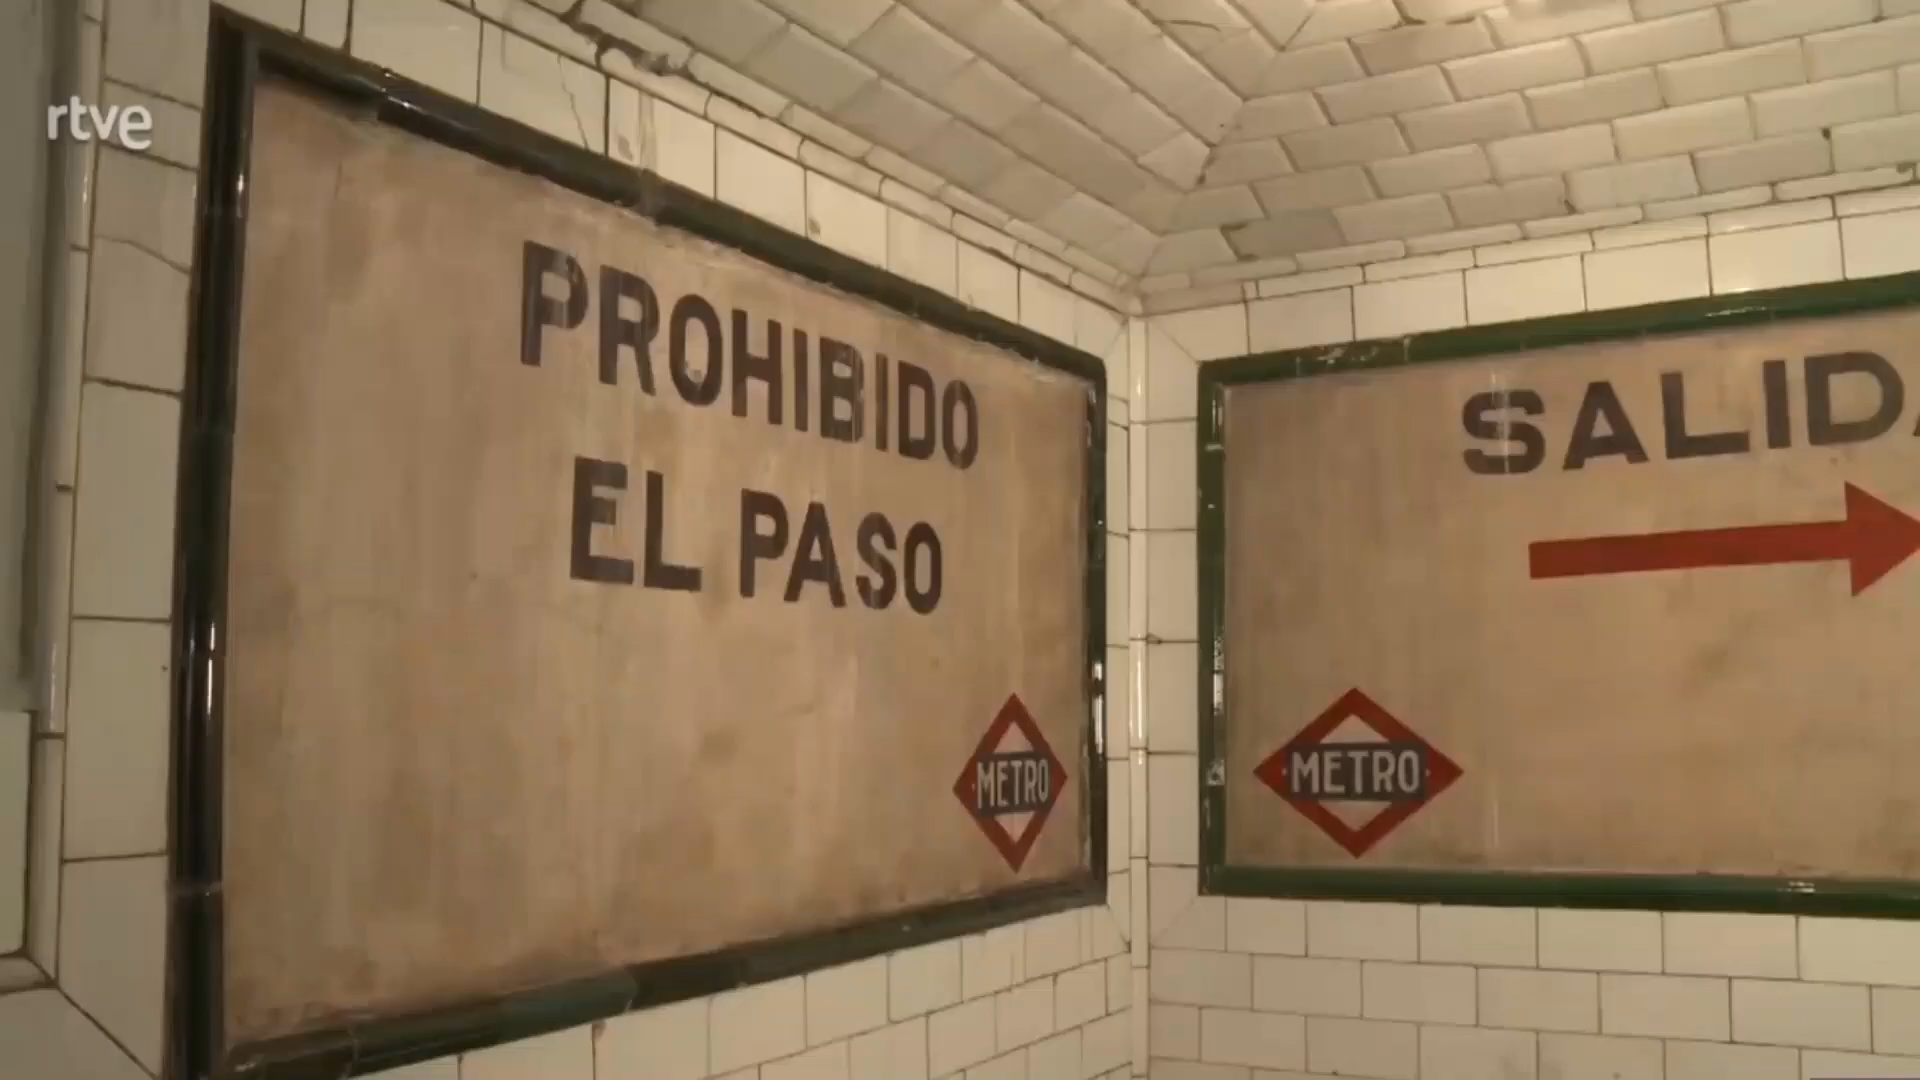 rtve
PROHIBIDO
EL PASO
METRO
SALIDA
METRO